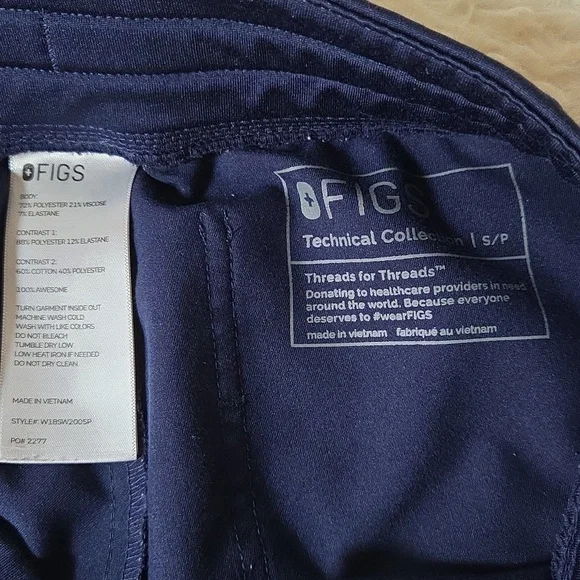 FIGS
BODY:
72% POLYESTER 21% VISCOSE
7% ELASTANE
CONTRAST 1:
88% POLYESTER 12% ELASTANE
CONTRAST 2:
60% COTTON 40% POLYESTER
100% AWESOME
TURN GARMENT INSIDE OUT
MACHINE WASH COLD
WASH WITH LIKE COLORS
DO NOT BLEACH
TUMBLE DRY LOW
LOW HEAT IRON IF NEEDED
DO NOT DRY CLEAN.
MADE IN VIETNAM
STYLE#: W18SW2005P
PO# 2277
FIGS
Technical Collection | S/P
Threads for Threads™
Donating to healthcare providers in need
around the world. Because everyone
deserves to #wearFIGS
made in vietnam fabriqué au vietnam